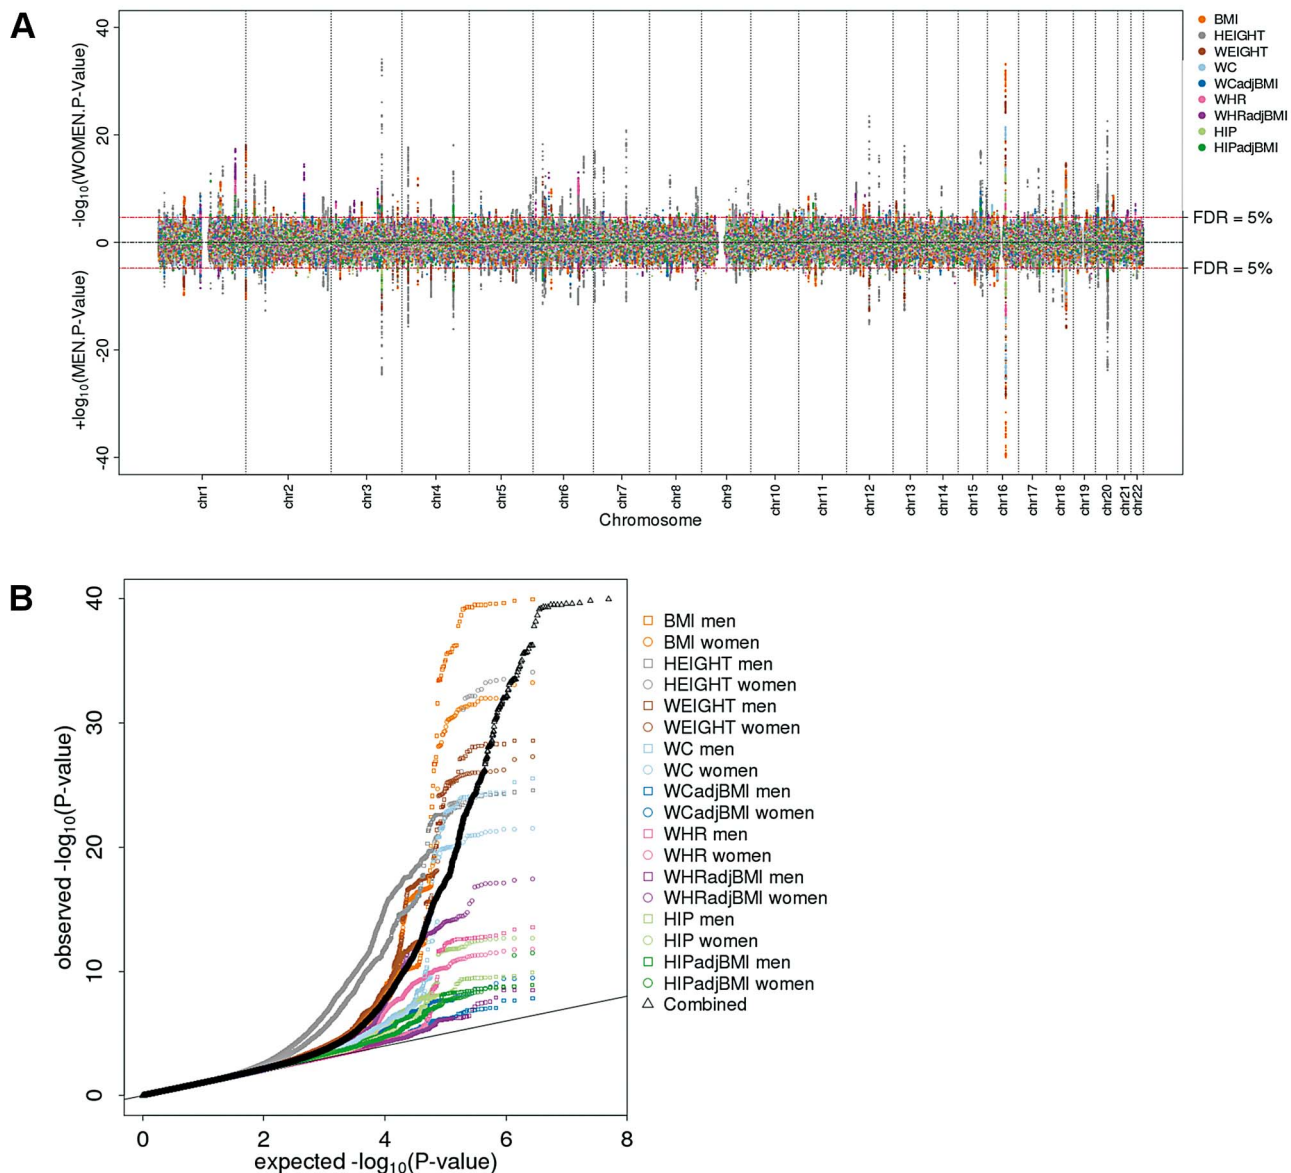 A
-log10(WOMEN.P-Value)
+log10(MEN.P-Value)
40
20
0
-20
-40
FDR = 5%
FDR = 5%
BMI
HEIGHT
WEIGHT
WC
WCadjBMI
WHR
WHRadjBMI
HIP
HIPadjBMI
chr1 chr2 chr3 chr4 chr5 chr6 chr7 chr8 chr9 chr10 chr11 chr12 chr13 chr14 chr15 chr16 chr17 chr18 chr19 chr20 chr21 chr22
Chromosome
B
observed -log10(P-value)
40
30
20
10
0
0 2 4 6 8
expected -log10(P-value)
BMI men
BMI women
HEIGHT men
HEIGHT women
WEIGHT men
WEIGHT women
WC men
WC women
WCadjBMI men
WCadjBMI women
WHR men
WHR women
WHRadjBMI men
WHRadjBMI women
HIP men
HIP women
HIPadjBMI men
HIPadjBMI women
Combined